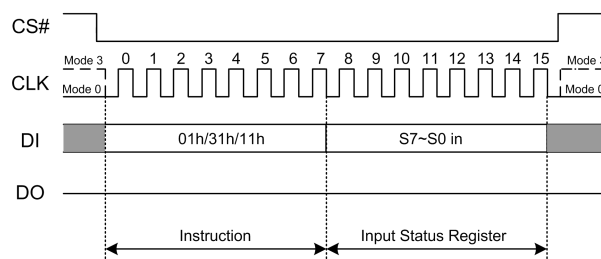 CS#
Mode 3 0 1 2 3 4 5 6 7 8 9 10 11 12 13 14 15 Mode 3
CLK
Mode 0 Mode 0
DI 01h/31h/11h S7~S0 in
DO
Instruction Input Status Register